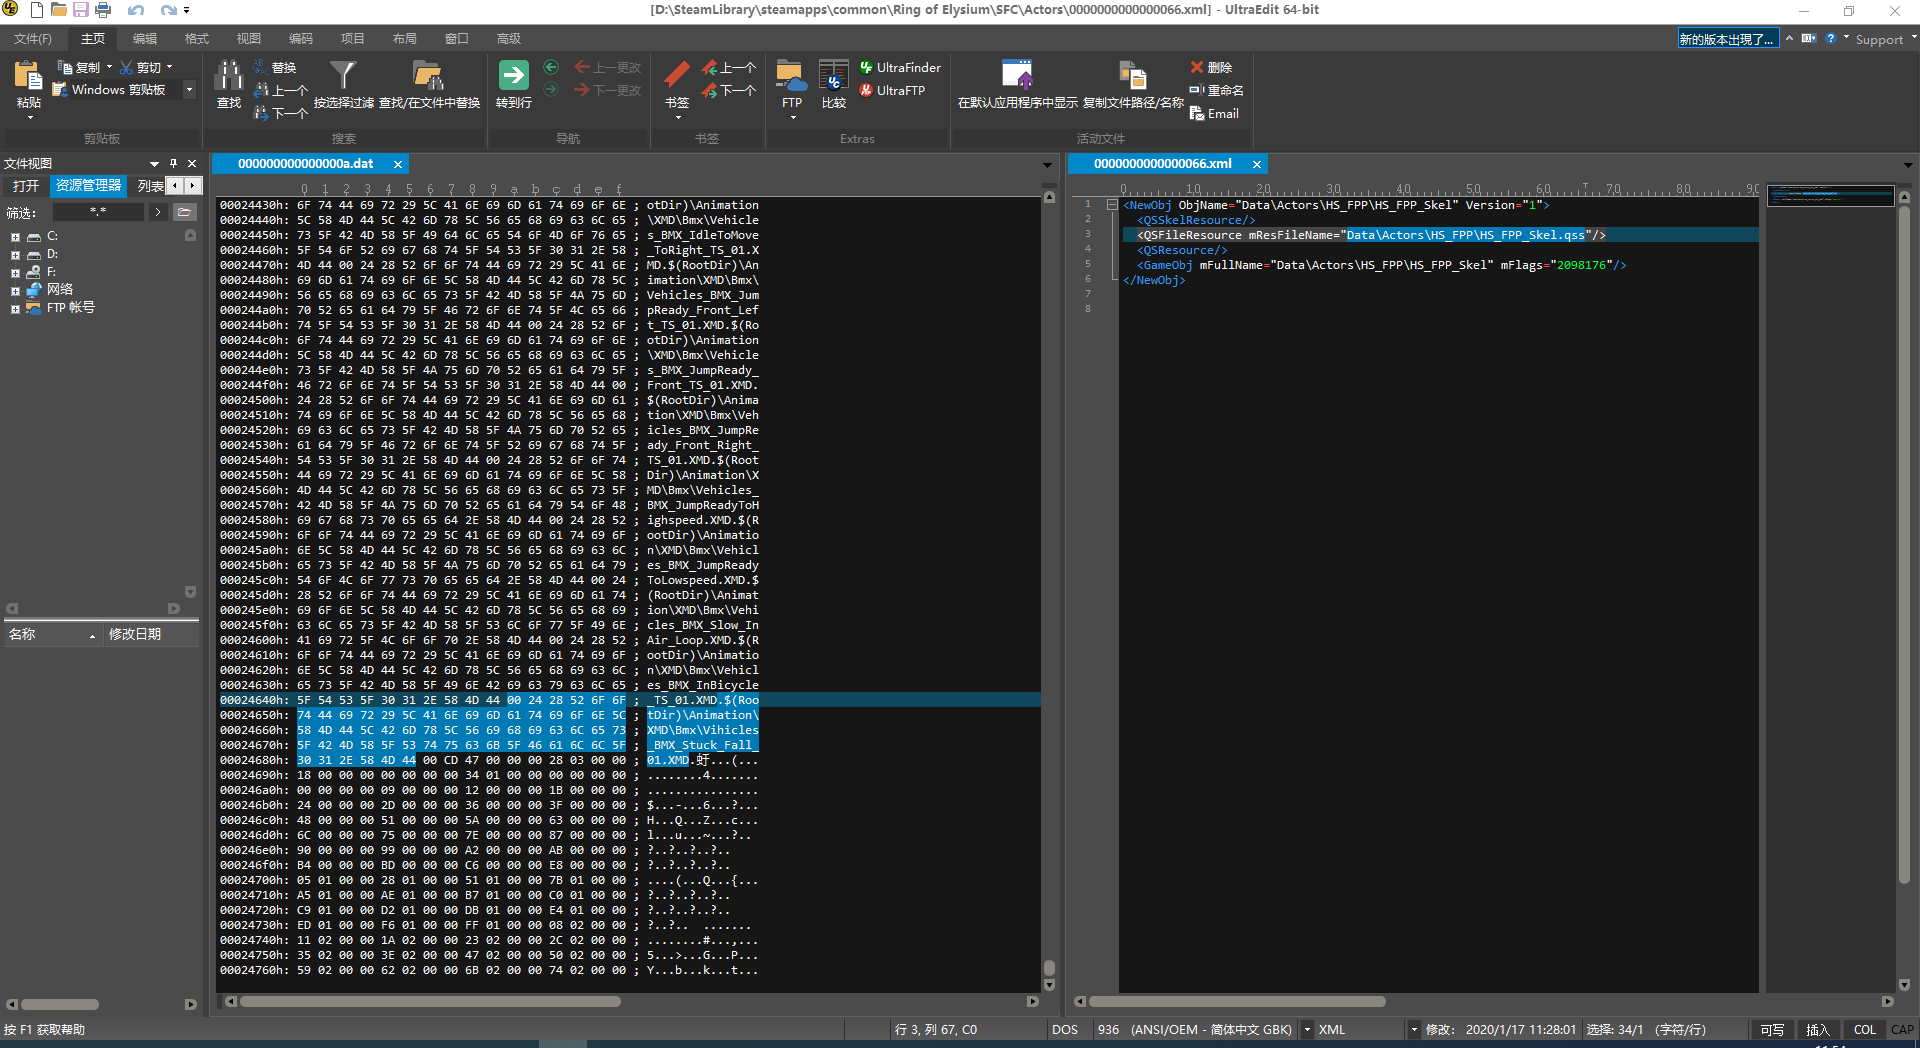 [D:\SteamLibrary\steamapps\common\Ring of Elysium\SFC\Actors\0000000000000066.xml] - UltraEdit 64-bit
文件(F) 主页 编辑 格式 视图 编码 项目 布局 窗口 高级 新的版本出現了... Support
粘贴 复制 剪切 Windows 剪贴板 剪贴板
查找 替换 上一个 下一个 按选择过滤 查找/在文件中替换 搜索
转到行 上一更改 下一更改 导航
书签 上一个 下一个 书签
FTP 比较 UltraFinder UltraFTP Extras
在默认应用程序中显示 复制文件路径/名称 删除 重命名 Email 活动文件
文件视图
打开 资源管理器 列表
筛选: *.*
C:
D:
F:
网络
FTP 帐号
名称 修改日期
000000000000000a.dat
0 1 2 3 4 5 6 7 8 9 a b c d e f
00024430h: 6F 74 44 69 72 29 5C 41 6E 69 6D 61 74 69 6F 6E ; otDir)\Animation
00024440h: 5C 58 4D 44 5C 42 6D 78 5C 56 65 68 69 63 6C 65 ; \XMD\Bmx\Vehicle
00024450h: 73 5F 42 4D 58 5F 49 64 6C 65 54 6F 4D 6F 76 65 ; s_BMX_IdleToMove
00024460h: 5F 54 6F 52 69 67 68 74 5F 54 53 5F 30 31 2E 58 ; _ToRight_TS_01.X
00024470h: 4D 44 00 24 28 52 6F 6F 74 44 69 72 29 5C 41 6E ; MD.$(RootDir)\An
00024480h: 69 6D 61 74 69 6F 6E 5C 58 4D 44 5C 42 6D 78 5C ; imation\XMD\Bmx\
00024490h: 56 65 68 69 63 6C 65 73 5F 42 4D 58 5F 4A 75 6D ; Vehicles_BMX_Jum
000244a0h: 70 52 65 61 64 79 5F 46 72 6F 6E 74 5F 4C 65 66 ; pReady_Front_Lef
000244b0h: 74 5F 54 53 5F 30 31 2E 58 4D 44 00 24 28 52 6F ; t_TS_01.XMD.$(Ro
000244c0h: 6F 74 44 69 72 29 5C 41 6E 69 6D 61 74 69 6F 6E ; otDir)\Animation
000244d0h: 5C 58 4D 44 5C 42 6D 78 5C 56 65 68 69 63 6C 65 ; \XMD\Bmx\Vehicle
000244e0h: 73 5F 42 4D 58 5F 4A 75 6D 70 52 65 61 64 79 5F ; s_BMX_JumpReady_
000244f0h: 46 72 6F 6E 74 5F 54 53 5F 30 31 2E 58 4D 44 00 ; Front_TS_01.XMD.
00024500h: 24 28 52 6F 6F 74 44 69 72 29 5C 41 6E 69 6D 61 ; $(RootDir)\Anima
00024510h: 74 69 6F 6E 5C 58 4D 44 5C 42 6D 78 5C 56 65 68 ; tion\XMD\Bmx\Veh
00024520h: 69 63 6C 65 73 5F 42 4D 58 5F 4A 75 6D 70 52 65 ; icles_BMX_JumpRe
00024530h: 61 64 79 5F 46 72 6F 6E 74 5F 52 69 67 68 74 5F ; ady_Front_Right_
00024540h: 54 53 5F 30 31 2E 58 4D 44 00 24 28 52 6F 6F 74 ; TS_01.XMD.$(Root
00024550h: 44 69 72 29 5C 41 6E 69 6D 61 74 69 6F 6E 5C 58 ; Dir)\Animation\X
00024560h: 4D 44 5C 42 6D 78 5C 56 65 68 69 63 6C 65 73 5F ; MD\Bmx\Vehicles_
00024570h: 42 4D 58 5F 4A 75 6D 70 52 65 61 64 79 54 6F 48 ; BMX_JumpReadyToH
00024580h: 69 67 68 73 70 65 65 64 2E 58 4D 44 00 24 28 52 ; ighspeed.XMD.$(R
00024590h: 6F 6F 74 44 69 72 29 5C 41 6E 69 6D 61 74 69 6F ; ootDir)\Animatio
000245a0h: 6E 5C 58 4D 44 5C 42 6D 78 5C 56 65 68 69 63 6C ; n\XMD\Bmx\Vehicl
000245b0h: 65 73 5F 42 4D 58 5F 4A 75 6D 70 52 65 61 64 79 ; es_BMX_JumpReady
000245c0h: 54 6F 4C 6F 77 73 70 65 65 64 2E 58 4D 44 00 24 ; ToLowspeed.XMD.$
000245d0h: 28 52 6F 6F 74 44 69 72 29 5C 41 6E 69 6D 61 74 ; (RootDir)\Animat
000245e0h: 69 6F 6E 5C 58 4D 44 5C 42 6D 78 5C 56 65 68 69 ; ion\XMD\Bmx\Vehi
000245f0h: 63 6C 65 73 5F 42 4D 58 5F 53 6C 6F 77 5F 49 6E ; cles_BMX_Slow_In
00024600h: 41 69 72 5F 4C 6F 6F 70 2E 58 4D 44 00 24 28 52 ; Air_Loop.XMD.$(R
00024610h: 6F 6F 74 44 69 72 29 5C 41 6E 69 6D 61 74 69 6F ; ootDir)\Animatio
00024620h: 6E 5C 58 4D 44 5C 42 6D 78 5C 56 65 68 69 63 6C ; n\XMD\Bmx\Vehicl
00024630h: 65 73 5F 42 4D 58 5F 49 6E 42 69 63 79 63 6C 65 ; es_BMX_InBicycle
00024640h: 5F 54 53 5F 30 31 2E 58 4D 44 00 24 28 52 6F 6F ; _TS_01.XMD.$(Roo
00024650h: 74 44 69 72 29 5C 41 6E 69 6D 61 74 69 6F 6E 5C ; tDir)\Animation\
00024660h: 58 4D 44 5C 42 6D 78 5C 56 69 68 69 63 6C 65 73 ; XMD\Bmx\Vihicles
00024670h: 5F 42 4D 58 5F 53 74 75 63 6B 5F 46 61 6C 6C 5F ; _BMX_Stuck_Fall_
00024680h: 30 31 2E 58 4D 44 00 CD 47 00 00 00 28 03 00 00 ; 01.XMD.虶...(...
00024690h: 18 00 00 00 00 00 00 00 34 01 00 00 00 00 00 00 ; ........4.......
000246a0h: 00 00 00 00 09 00 00 00 12 00 00 00 1B 00 00 00 ; ................
000246b0h: 24 00 00 00 2D 00 00 00 36 00 00 00 3F 00 00 00 ; $...-...6...?...
000246c0h: 48 00 00 00 51 00 00 00 5A 00 00 00 63 00 00 00 ; H...Q...Z...c...
000246d0h: 6C 00 00 00 75 00 00 00 7E 00 00 00 87 00 00 00 ; l...u...~...?..
000246e0h: 90 00 00 00 99 00 00 00 A2 00 00 00 AB 00 00 00 ; ?..?..?..?..
000246f0h: B4 00 00 00 BD 00 00 00 C6 00 00 00 E8 00 00 00 ; ?..?..?..?..
00024700h: 05 01 00 00 28 01 00 00 51 01 00 00 7B 01 00 00 ; ....(...Q...{...
00024710h: A5 01 00 00 AE 01 00 00 B7 01 00 00 C0 01 00 00 ; ?..?..?..?..
00024720h: C9 01 00 00 D2 01 00 00 DB 01 00 00 E4 01 00 00 ; ?..?..?..?..
00024730h: ED 01 00 00 F6 01 00 00 FF 01 00 00 08 02 00 00 ; ?..?.. .......
00024740h: 11 02 00 00 1A 02 00 00 23 02 00 00 2C 02 00 00 ; ........#...,...
00024750h: 35 02 00 00 3E 02 00 00 47 02 00 00 50 02 00 00 ; 5...>...G...P...
00024760h: 59 02 00 00 62 02 00 00 6B 02 00 00 74 02 00 00 ; Y...b...k...t...
0000000000000066.xml
0 10 20 30 40 50 60 70 80 90
1 <NewObj ObjName="Data\Actors\HS_FPP\HS_FPP_Skel" Version="1">
2 <QSSkelResource/>
3 <QSFileResource mResFileName="Data\Actors\HS_FPP\HS_FPP_Skel.qss"/>
4 <QSResource/>
5 <GameObj mFullName="Data\Actors\HS_FPP\HS_FPP_Skel" mFlags="2098176"/>
6 </NewObj>
7
8
按 F1 获取帮助 行 3, 列 67, C0 DOS 936 (ANSI/OEM - 简体中文 GBK) XML 修改: 2020/1/17 11:28:01 选择: 34/1 (字符/行) 可写 插入 COL CAP